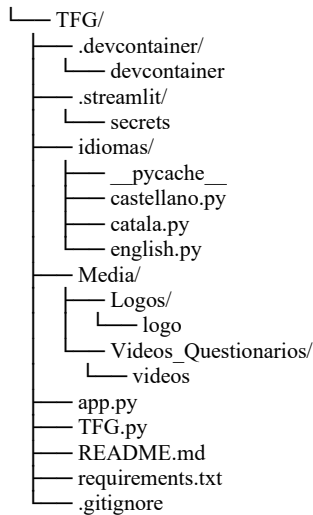 └── TFG/
├── .devcontainer/
│ └── devcontainer
├── .streamlit/
│ └── secrets
├── idiomas/
│ ├── __pycache__
│ ├── castellano.py
│ ├── catala.py
│ └── english.py
├── Media/
│ ├── Logos/
│ │ └── logo
│ └── Videos_Questionarios/
│ └── videos
├── app.py
├── TFG.py
├── README.md
├── requirements.txt
└── .gitignore